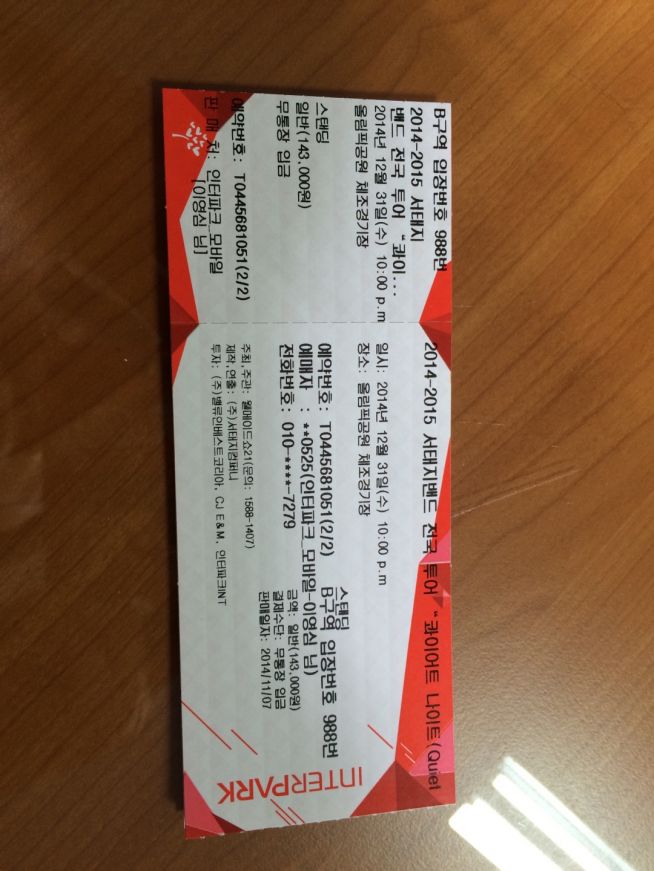 B구역 입장번호 988번
2014-2015 서태지
밴드 전국 투어 “콰이...
2014년 12월 31일(수) 10:00 p.m
올림픽공원 체조경기장
스탠딩
일반(143,000원)
무통장 입금
예약번호: T0445681051(2/2)
판 매 처: 인터파크_모바일
[이영심 님]
2014-2015 서태지밴드 전국 투어 “콰이어트 나이트(Quiet
일시: 2014년 12월 31일(수) 10:00 p.m
장소: 올림픽공원 체조경기장
스탠딩
B구역 입장번호 988번
예약번호: T0445681051(2/2)
예매자 : **0525(인터파크_모바일-이영심 님)
전화번호: 010-****-7279
금액: 일반(143,000원)
결제수단: 무통장 입금
판매일자: 2014/11/07
주최,주관: 웰메이드쇼21(문의: 1588-1407)
제작,연출: (주)서태지컴퍼니
투자: (주)밸류인베스트코리아, CJ E&M, 인터파크INT
INTERPARK